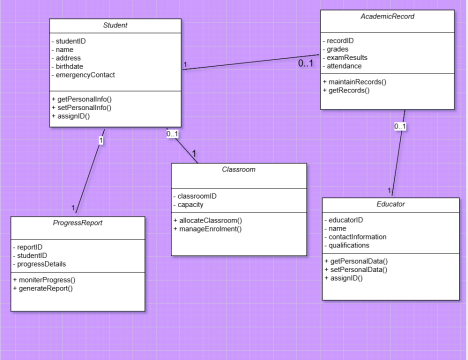 Student
- studentID
- name
- address
- birthdate
- emergencyContact
+ getPersonalInfo()
+ setPersonalInfo()
+ assignID()
AcademicRecord
- recordID
- grades
- examResults
- attendance
+ maintainRecords()
+ getRecords()
1
0..1
1
0..1
0..1
1
Classroom
- classroomID
- capacity
+ allocateClassroom()
+ manageEnrolment()
1
1
ProgressReport
- reportID
- studentID
- progressDetails
+ moniterProgress()
+ generateReport()
Educator
- educatorID
- name
- contactInformation
- qualifications
+ getPersonalData()
+ setPersonalData()
+ assignID()